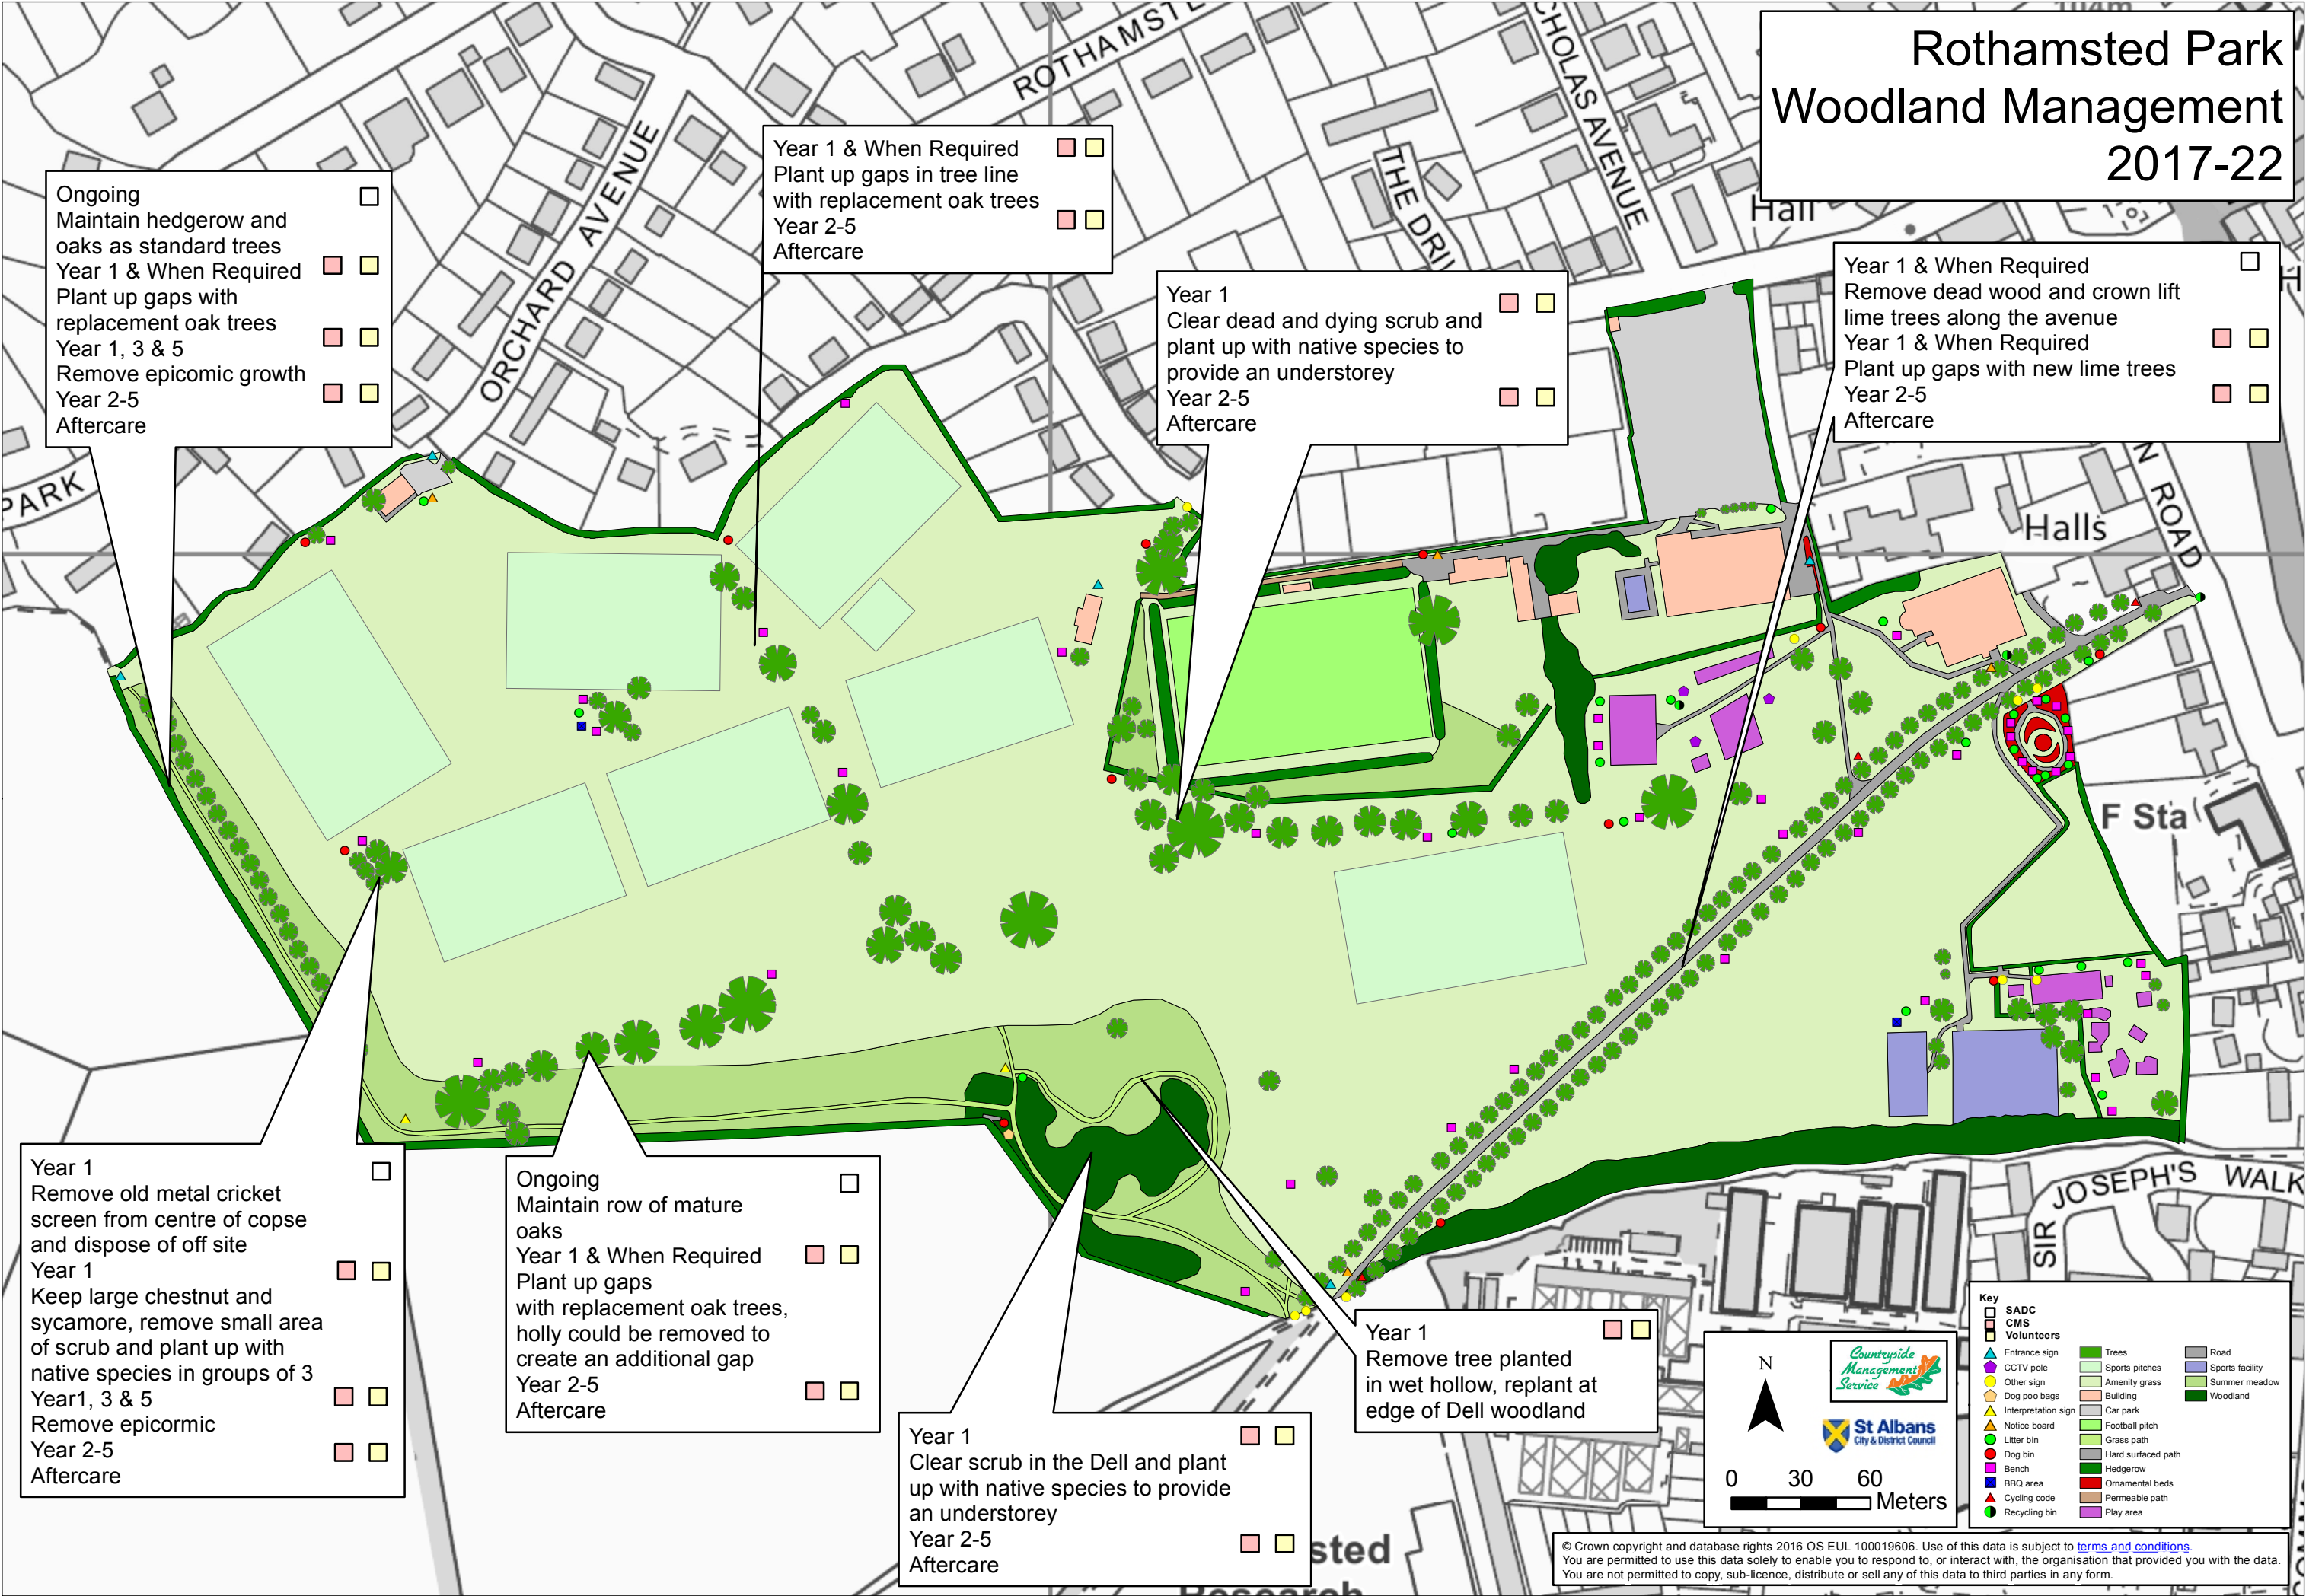 Rothamsted Park
Woodland Management
2017-22
ROTHAMSTE
CHOLAS AVENUE
THE DRIV
ORCHARD AVENUE
PARK
Hall
Halls
N ROAD
F Sta
SIR JOSEPH'S WALK
sted
Research
Ongoing
Maintain hedgerow and
oaks as standard trees
Year 1 & When Required
Plant up gaps with
replacement oak trees
Year 1, 3 & 5
Remove epicomic growth
Year 2-5
Aftercare
Year 1 & When Required
Plant up gaps in tree line
with replacement oak trees
Year 2-5
Aftercare
Year 1
Clear dead and dying scrub and
plant up with native species to
provide an understorey
Year 2-5
Aftercare
Year 1 & When Required
Remove dead wood and crown lift
lime trees along the avenue
Year 1 & When Required
Plant up gaps with new lime trees
Year 2-5
Aftercare
Year 1
Remove old metal cricket
screen from centre of copse
and dispose of off site
Year 1
Keep large chestnut and
sycamore, remove small area
of scrub and plant up with
native species in groups of 3
Year1, 3 & 5
Remove epicormic
Year 2-5
Aftercare
Ongoing
Maintain row of mature
oaks
Year 1 & When Required
Plant up gaps
with replacement oak trees,
holly could be removed to
create an additional gap
Year 2-5
Aftercare
Year 1
Clear scrub in the Dell and plant
up with native species to provide
an understorey
Year 2-5
Aftercare
Year 1
Remove tree planted
in wet hollow, replant at
edge of Dell woodland
N
Countryside
Management
Service
St Albans
City & District Council
0 30 60
Meters
Key
SADC
CMS
Volunteers
Entrance sign
CCTV pole
Other sign
Dog poo bags
Interpretation sign
Notice board
Litter bin
Dog bin
Bench
BBQ area
Cycling code
Recycling bin
Trees
Sports pitches
Amenity grass
Building
Car park
Football pitch
Grass path
Hard surfaced path
Hedgerow
Ornamental beds
Permeable path
Play area
Road
Sports facility
Summer meadow
Woodland
© Crown copyright and database rights 2016 OS EUL 100019606. Use of this data is subject to terms and conditions.
You are permitted to use this data solely to enable you to respond to, or interact with, the organisation that provided you with the data.
You are not permitted to copy, sub-licence, distribute or sell any of this data to third parties in any form.